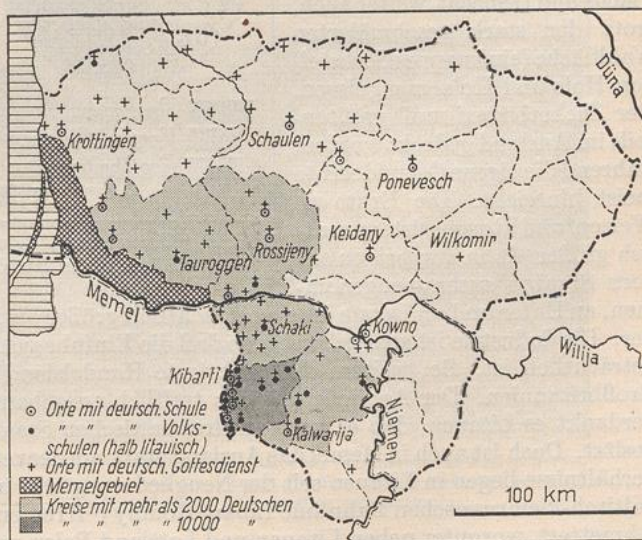 Düna
Krottingen
Schaulen
Ponevesch
Rossijeny
Keidany
Wilkomir
Tauroggen
Memel
Schaki
Kowno
Wilija
Kibarti
Niemen
Kalwarija
⊙ Orte mit deutsch. Schule
● " " " Volks-
schulen (halb litauisch)
+ Orte mit deutsch. Gottesdienst
Memelgebiet
Kreise mit mehr als 2000 Deutschen
" " " " 10000 "
100 km